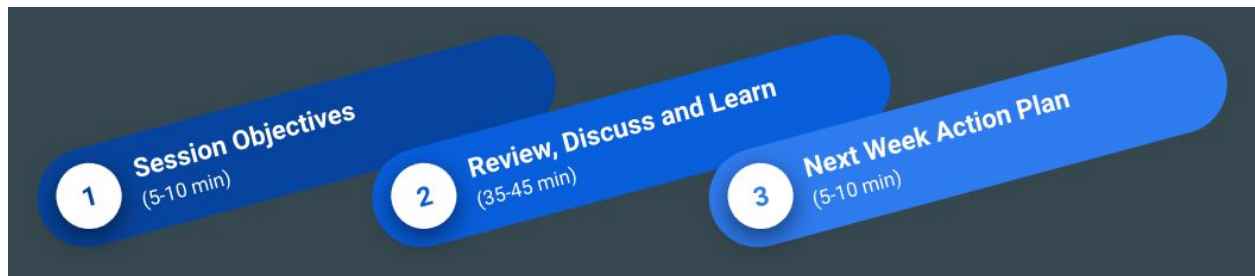 1
Session Objectives
(5-10 min)
2
Review, Discuss and Learn
(35-45 min)
3
Next Week Action Plan
(5-10 min)